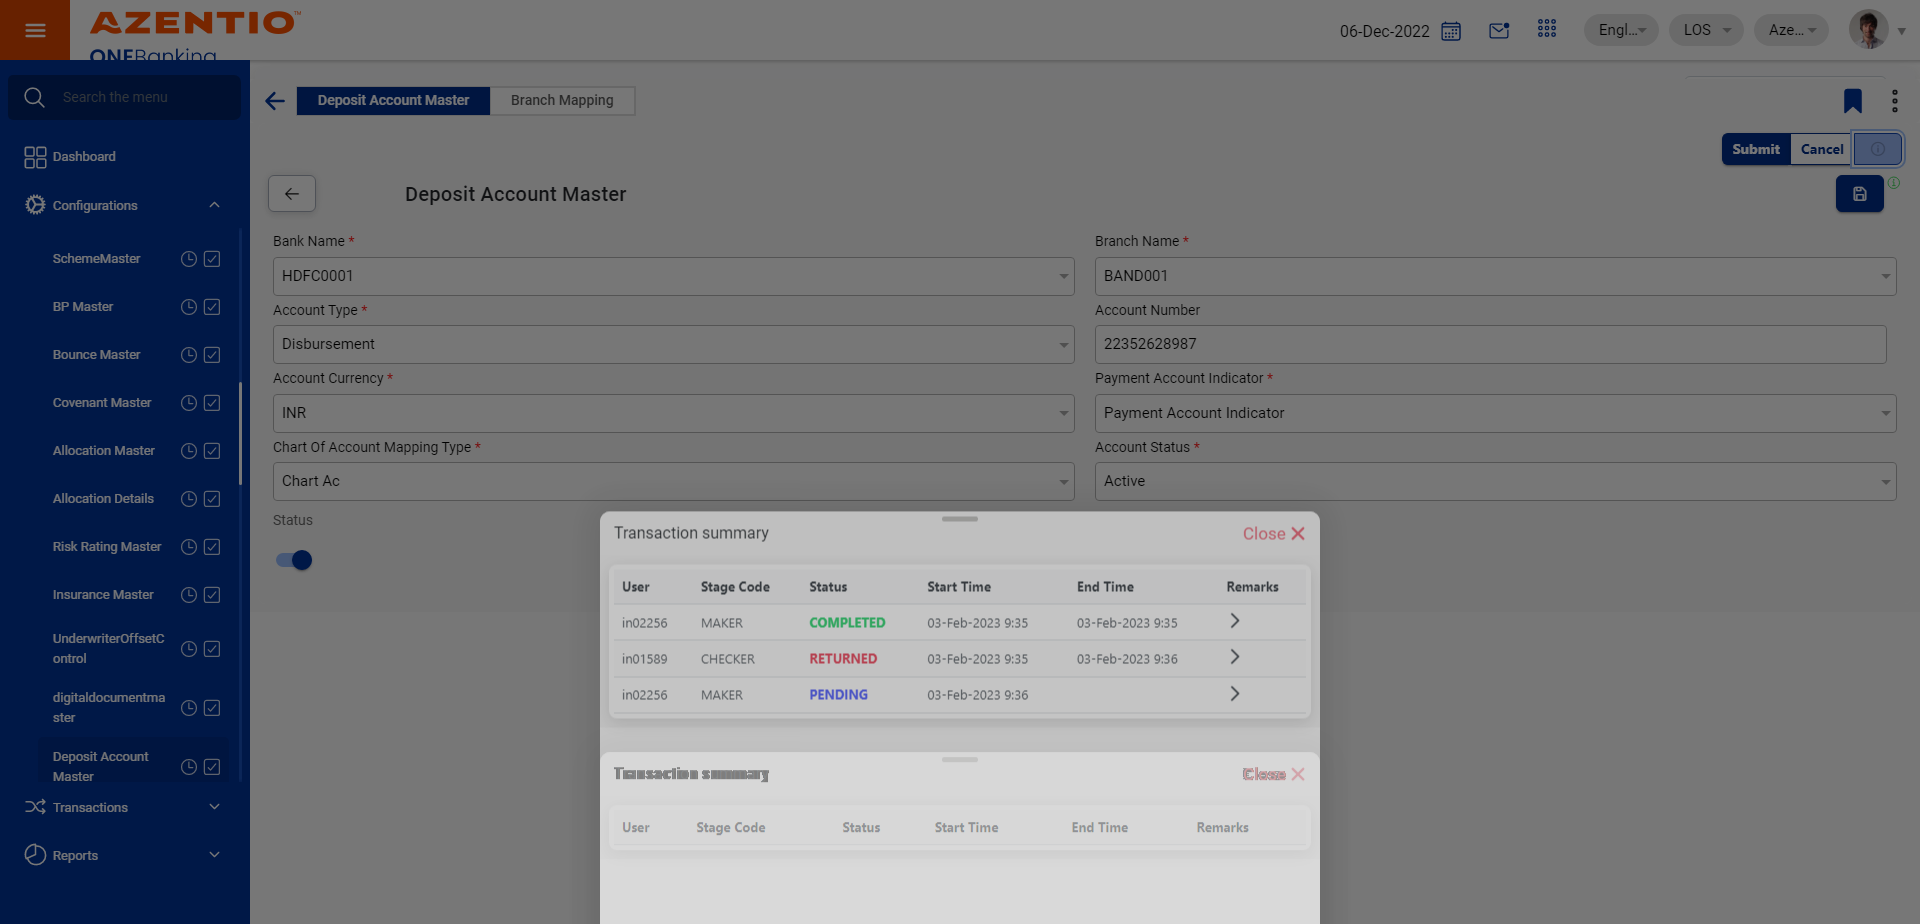 AZENTIO™
ONEBanking
06-Dec-2022
Engl...
LOS
Aze...
Search the menu
Dashboard
Configurations
SchemeMaster
BP Master
Bounce Master
Covenant Master
Allocation Master
Allocation Details
Risk Rating Master
Insurance Master
UnderwriterOffsetC
ontrol
digitaldocumentma
ster
Deposit Account
Master
Transactions
Reports
Deposit Account Master
Branch Mapping
Submit
Cancel
Deposit Account Master
Bank Name *
Branch Name *
HDFC0001
BAND001
Account Type *
Account Number
Disbursement
22352628987
Account Currency *
Payment Account Indicator *
INR
Payment Account Indicator
Chart Of Account Mapping Type *
Account Status *
Chart Ac
Active
Status
Transaction summary
Close
User Stage Code Status Start Time End Time Remarks
in02256 MAKER COMPLETED 03-Feb-2023 9:35 03-Feb-2023 9:35
in01589 CHECKER RETURNED 03-Feb-2023 9:35 03-Feb-2023 9:36
in02256 MAKER PENDING 03-Feb-2023 9:36
Transaction summary
Close
User Stage Code Status Start Time End Time Remarks